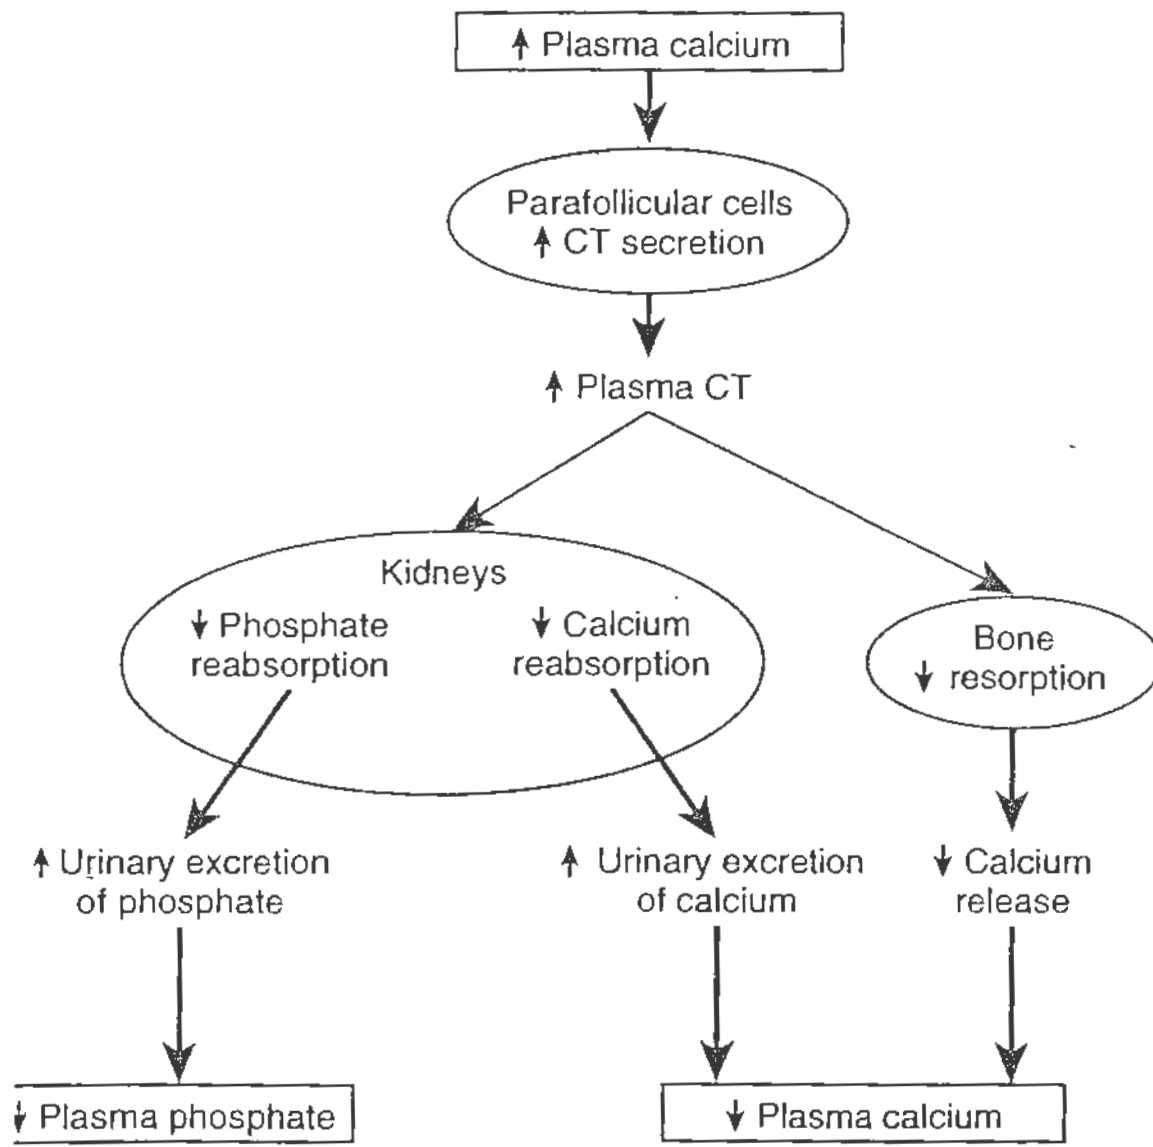 ↑ Plasma calcium
Parafollicular cells
↑ CT secretion
↑ Plasma CT
Kidneys
↓ Phosphate
reabsorption
↓ Calcium
reabsorption
Bone
↓ resorption
↑ Urinary excretion
of phosphate
↑ Urinary excretion
of calcium
↓ Calcium
release
↓ Plasma phosphate
↓ Plasma calcium